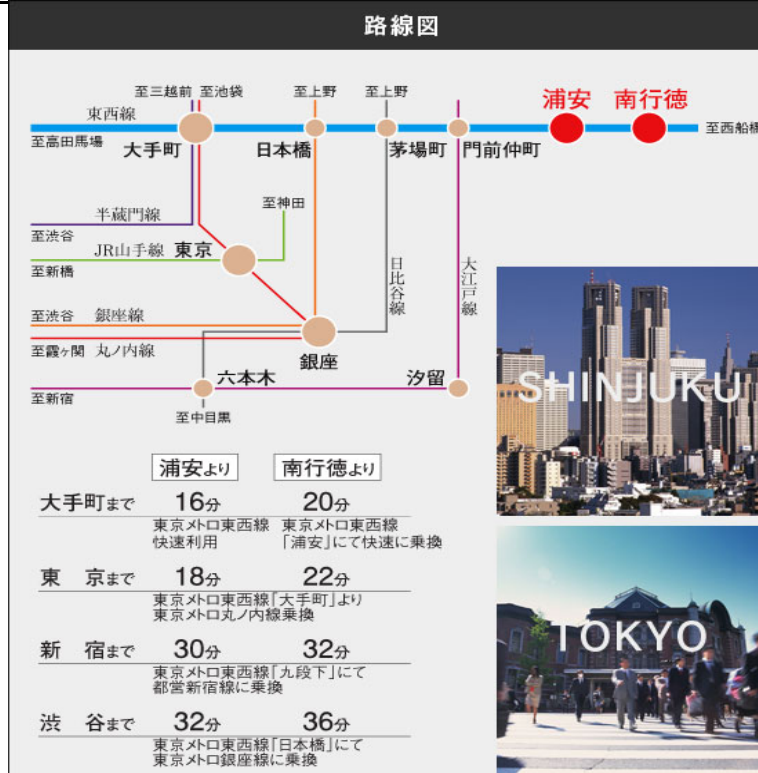 路線図
至三越前 至池袋 至上野 至上野
浦安 南行徳
東西線
至高田馬場 大手町 日本橋 茅場町 門前仲町 至西船橋
半蔵門線 至神田
至渋谷
JR山手線 東京
至新橋
日比谷線
大江戸線
至渋谷 銀座線
至霞ヶ関 丸ノ内線
銀座
六本木 汐留
至新宿
至中目黒
SHINJUKU
浦安より 南行徳より
大手町まで 16分 20分
東京メトロ東西線 東京メトロ東西線
快速利用 「浦安」にて快速に乗換
東 京まで 18分 22分
東京メトロ東西線「大手町」より
東京メトロ丸ノ内線乗換
TOKYO
新 宿まで 30分 32分
東京メトロ東西線「九段下」にて
都営新宿線に乗換
渋 谷まで 32分 36分
東京メトロ東西線「日本橋」にて
東京メトロ銀座線に乗換